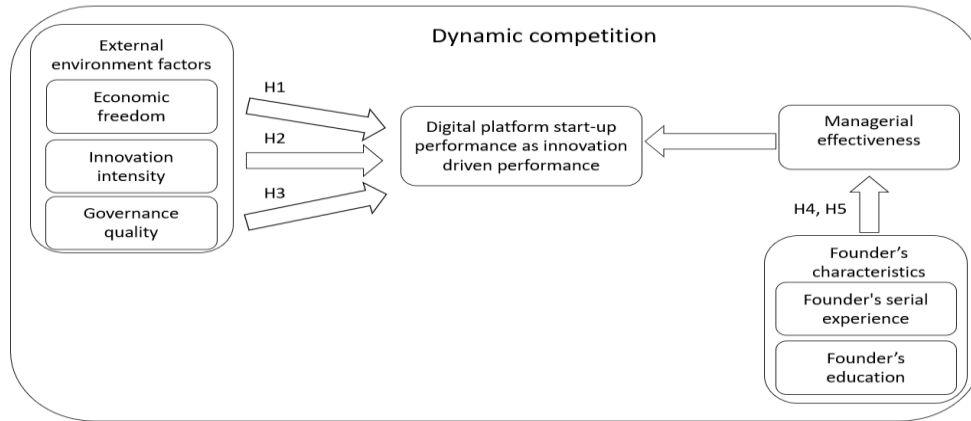 Dynamic competition
External
environment factors
Economic
freedom
Innovation
intensity
Governance
quality
H1
H2
H3
Digital platform start-up
performance as innovation
driven performance
Managerial
effectiveness
H4, H5
Founder’s
characteristics
Founder's serial
experience
Founder’s
education